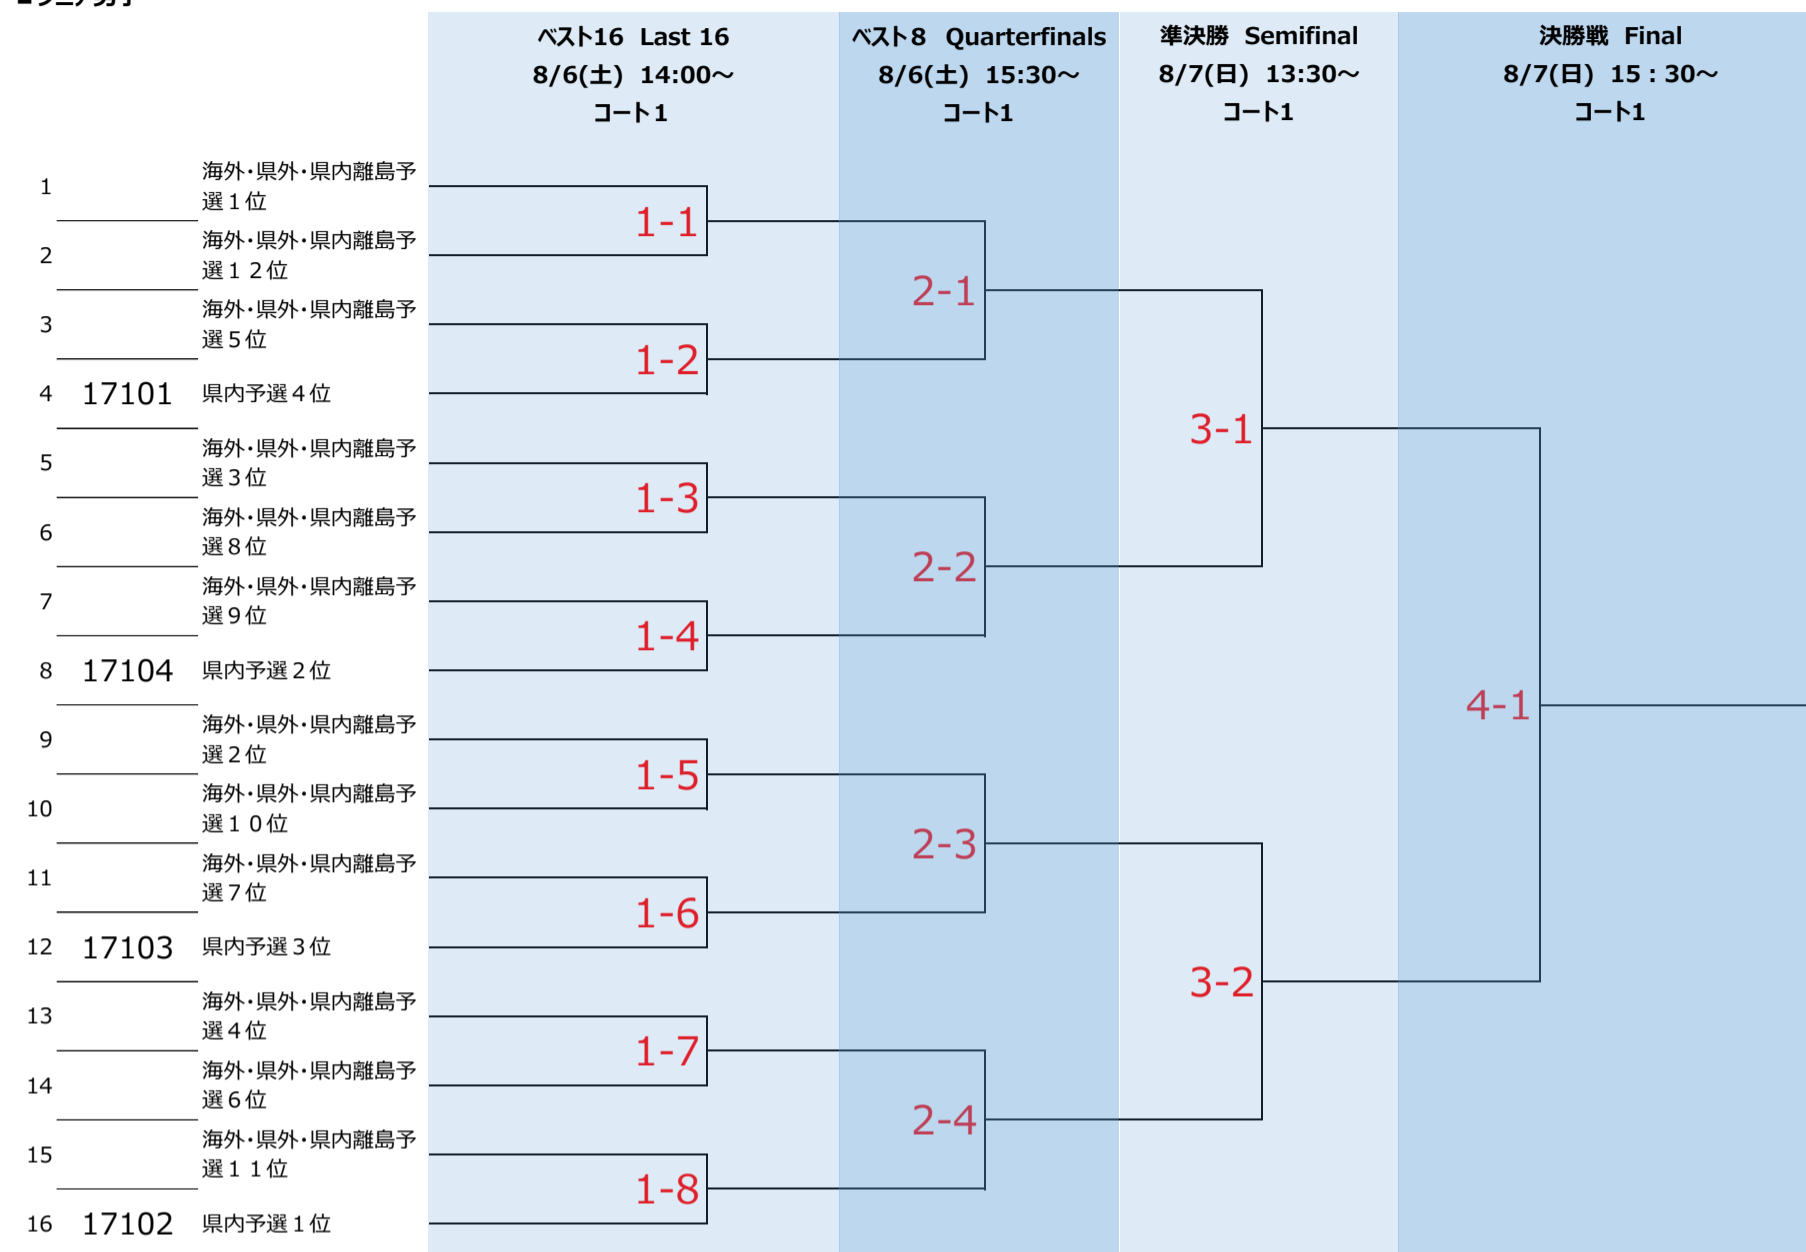 ベスト16 Last 16
8/6(土) 14:00～
コート1
ベスト8 Quarterfinals
8/6(土) 15:30～
コート1
準決勝 Semifinal
8/7(日) 13:30～
コート1
決勝戦 Final
8/7(日) 15：30～
コート1
1 海外・県外・県内離島予
選１位
2 海外・県外・県内離島予
選１２位
3 海外・県外・県内離島予
選５位
4 17101 県内予選４位
5 海外・県外・県内離島予
選３位
6 海外・県外・県内離島予
選８位
7 海外・県外・県内離島予
選９位
8 17104 県内予選２位
9 海外・県外・県内離島予
選２位
10 海外・県外・県内離島予
選１０位
11 海外・県外・県内離島予
選７位
12 17103 県内予選３位
13 海外・県外・県内離島予
選４位
14 海外・県外・県内離島予
選６位
15 海外・県外・県内離島予
選１１位
16 17102 県内予選１位
1-1
1-2
1-3
1-4
1-5
1-6
1-7
1-8
2-1
2-2
2-3
2-4
3-1
3-2
4-1